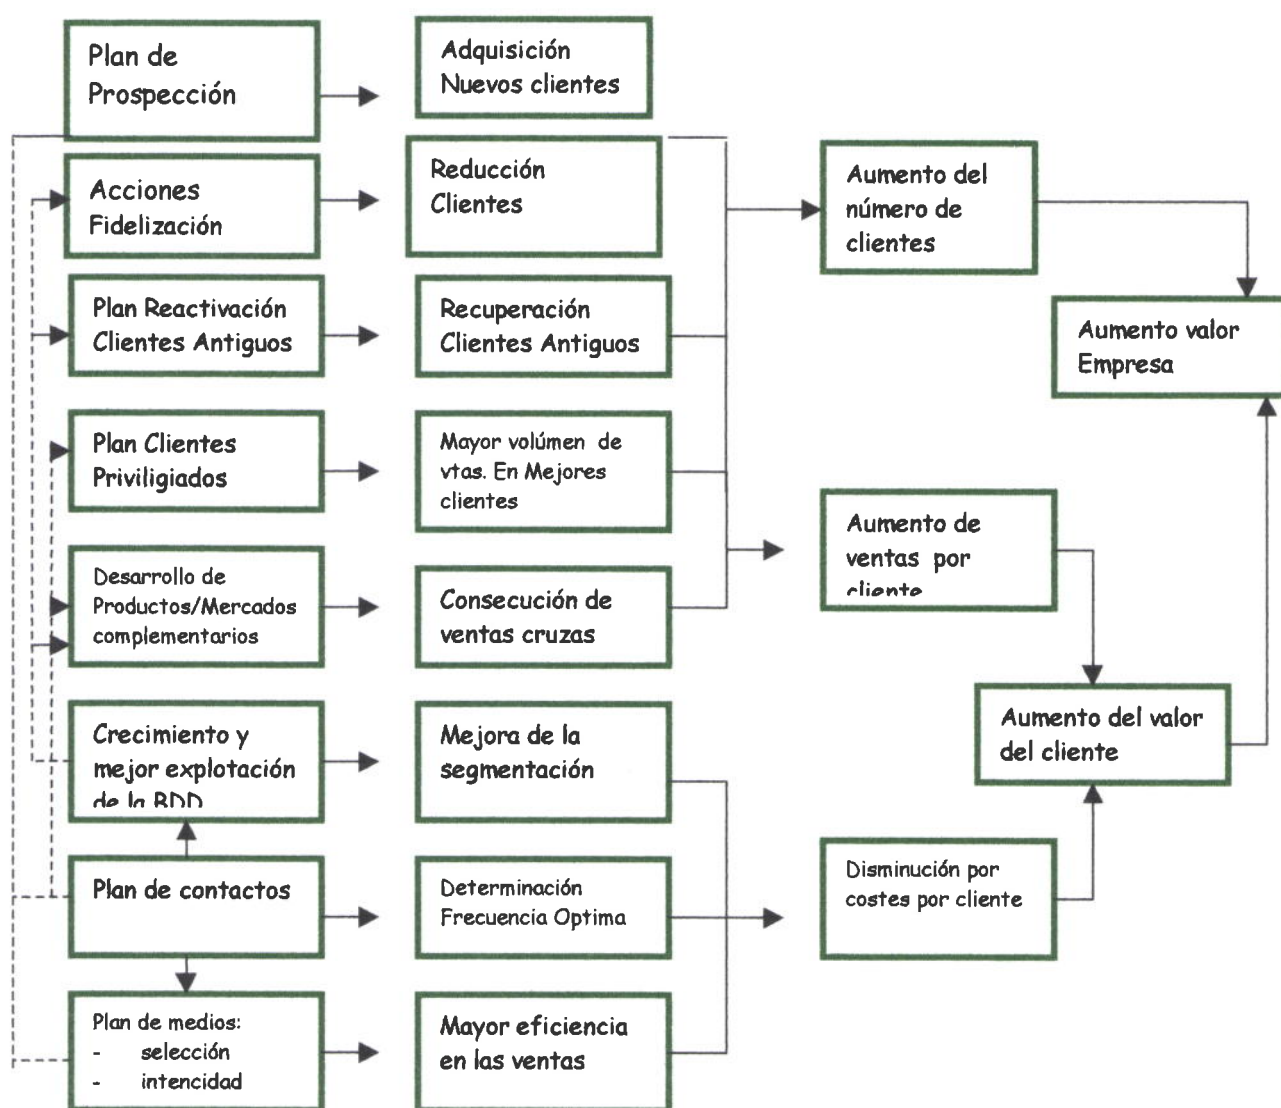 Plan de
Prospección
Adquisición
Nuevos clientes
Acciones
Fidelización
Reducción
Clientes
Aumento del
número de
clientes
Plan Reactivación
Clientes Antiguos
Recuperación
Clientes Antiguos
Aumento valor
Empresa
Plan Clientes
Priviligiados
Mayor volúmen de
vtas. En Mejores
clientes
Aumento de
ventas por
cliente
Desarrollo de
Productos/Mercados
complementarios
Consecución de
ventas cruzas
Crecimiento y
mejor explotación
de la BDD
Mejora de la
segmentación
Aumento del valor
del cliente
Plan de contactos
Determinación
Frecuencia Optima
Disminución por
costes por cliente
Plan de medios:
- selección
- intencidad
Mayor eficiencia
en las ventas